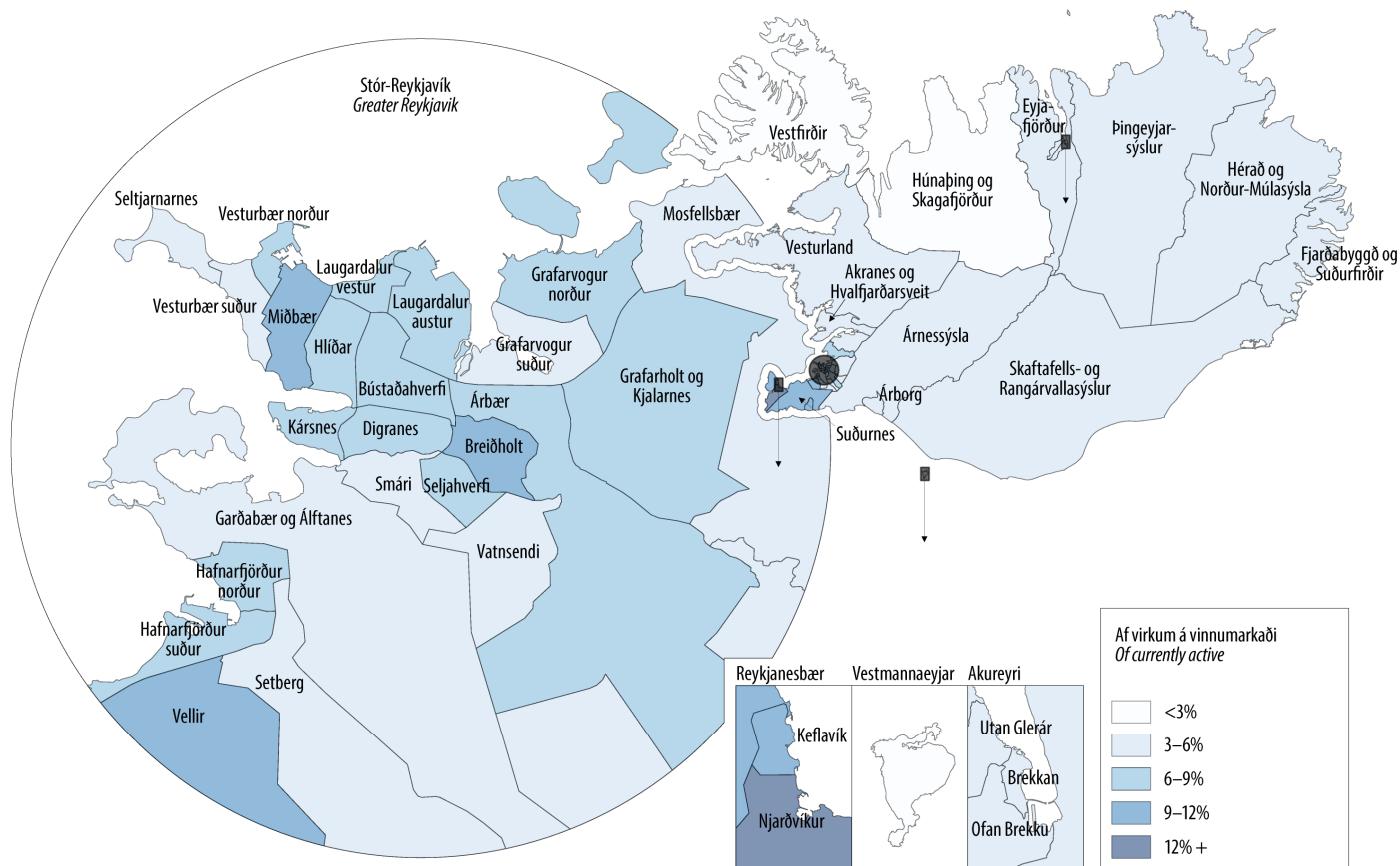 Stór-Reykjavík
Greater Reykjavik
Vestfirðir
Eyja-
fjörður
Þingeyjar-
sýslur
Hérað og
Norður-Múlasýsla
Húnaþing og
Skagafjörður
Seltjarnarnes
Vesturbær norður
Mosfellsbær
Vesturland
Fjarðabyggð og
Suðurfirðir
Laugardalur
vestur
Grafarvogur
norður
Akranes og
Hvalfjarðarsveit
Vesturbær suður
Miðbær
Laugardalur
austur
Hlíðar
Grafarvogur
suður
Árnessýsla
Skaftafells- og
Rangárvallasýslur
Grafarholt og
Kjalarnes
Bústaðahverfi
Árbær
Árborg
Kársnes
Digranes
Breiðholt
Suðurnes
Smári
Seljahverfi
Garðabær og Álftanes
Vatnsendi
Hafnarfjörður
norður
Hafnarfjörður
suður
Setberg
Vellir
Reykjanesbær
Vestmannaeyjar
Akureyri
Keflavík
Njarðvíkur
Utan Glerár
Brekkan
Ofan Brekku
Af virkum á vinnumarkaði
Of currently active
<3%
3–6%
6–9%
9–12%
12% +